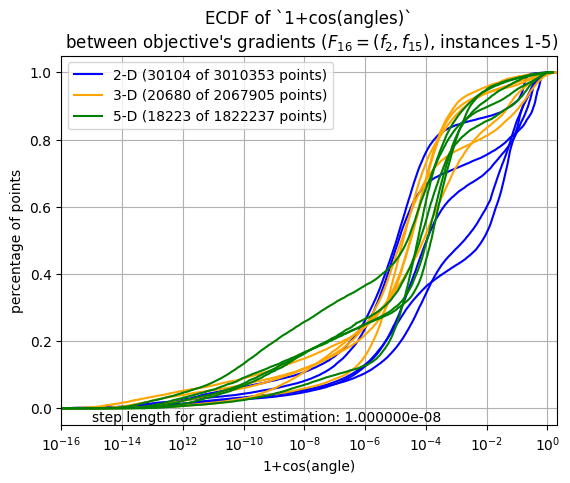 ECDF of `1+cos(angles)`
between objective's gradients (F₁₆ = (f₂, f₁₅), instances 1-5)
2-D (30104 of 3010353 points)
3-D (20680 of 2067905 points)
5-D (18223 of 1822237 points)
percentage of points
1.0
0.8
0.6
0.4
0.2
0.0
step length for gradient estimation: 1.000000e-08
10⁻¹⁶ 10⁻¹⁴ 10⁻¹² 10⁻¹⁰ 10⁻⁸ 10⁻⁶ 10⁻⁴ 10⁻² 10⁰
1+cos(angle)